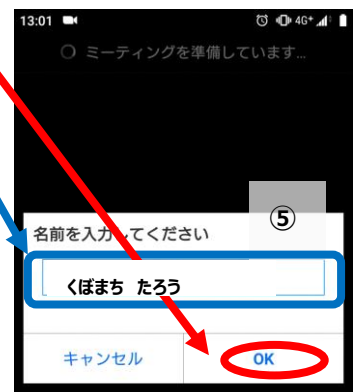 13:01 4G+
ミーティングを準備しています...
⑤
名前を入力してください
くぼまち たろう
キャンセル OK